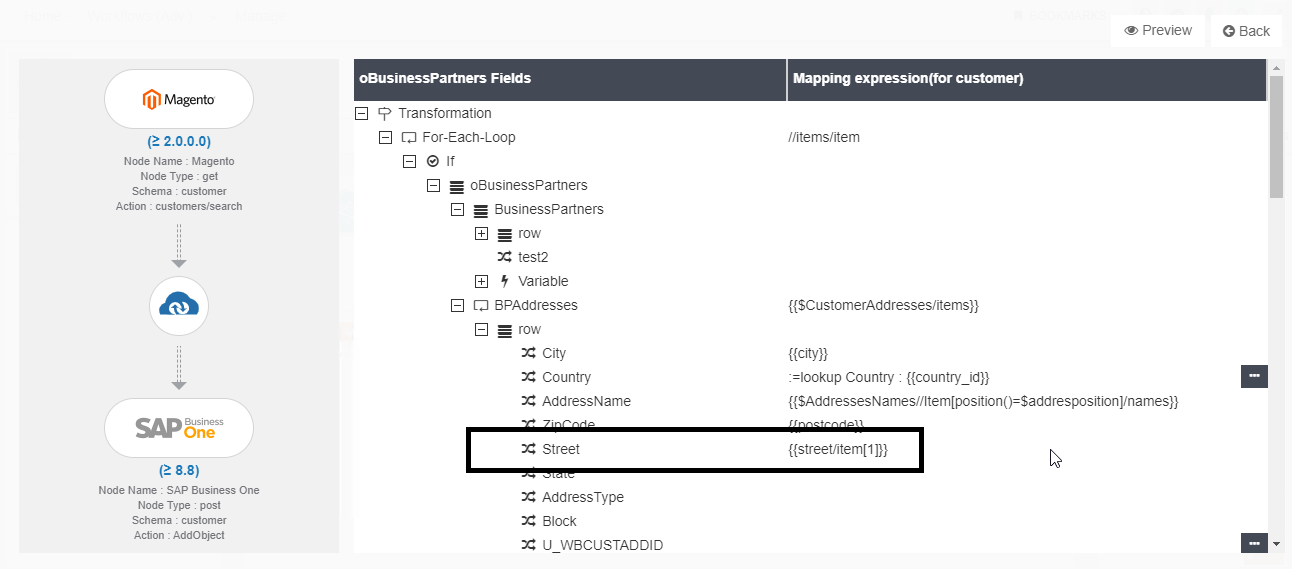 Preview
Back
Magento
(≥ 2.0.0.0)
Node Name : Magento
Node Type : get
Schema : customer
Action : customers/search
SAP Business One
(≥ 8.8)
Node Name : SAP Business One
Node Type : post
Schema : customer
Action : AddObject
oBusinessPartners Fields Mapping expression(for customer)
Transformation
For-Each-Loop //items/item
If
oBusinessPartners
BusinessPartners
row
test2
Variable
BPAddresses {{$CustomerAddresses/items}}
row
City {{city}}
Country :=lookup Country : {{country_id}}
AddressName {{$AddressesNames//Item[position()=$addresposition]/names}}
ZipCode {{postcode}}
Street {{street/item[1]}}
State
AddressType
Block
U_WBCUSTADDID